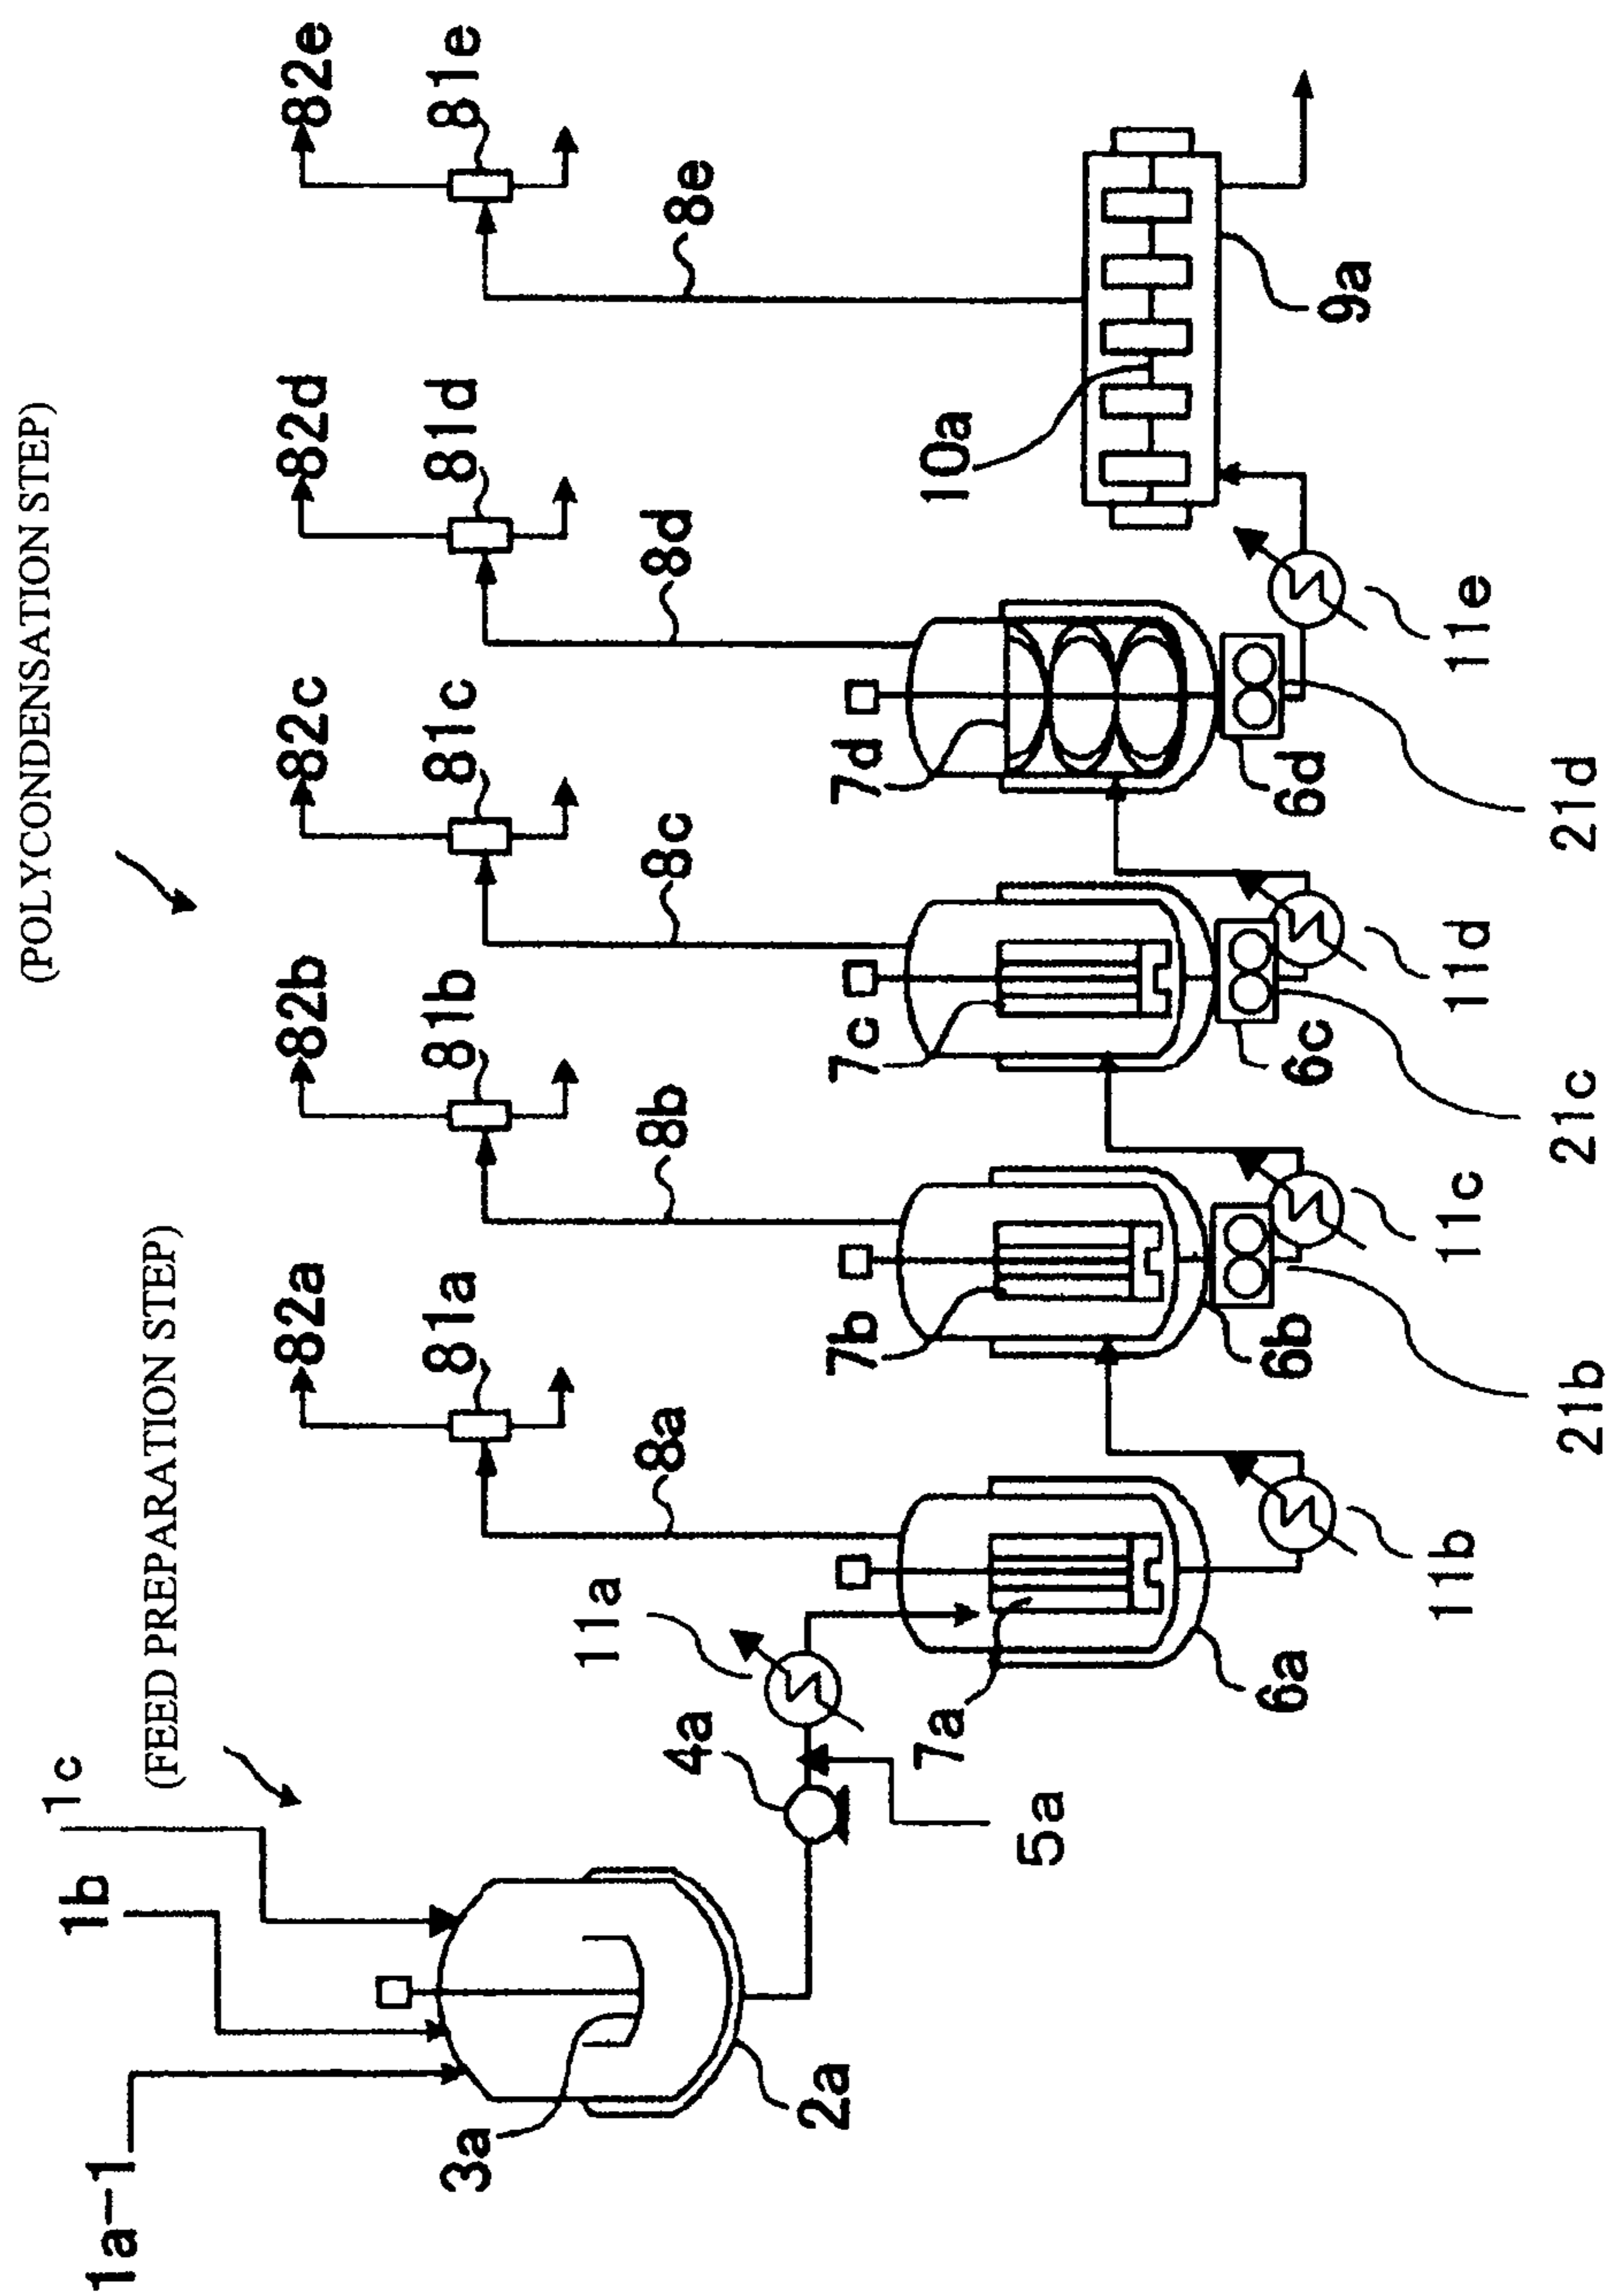 (POLYCONDENSATION STEP)
(FEED PREPARATION STEP)
1a-1
1b
1c
82a
82b
82c
82d
82e
81a
81b
81c
81d
81e
8a
8b
8c
8d
8e
3a
2a
4a
5a
11a
7a
6a
11b
7b
6b
21b
11c
7c
6c
21c
11d
7d
6d
21d
11e
10a
9a